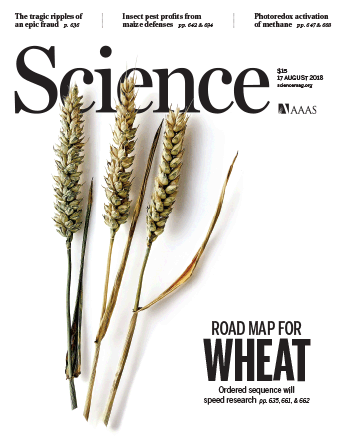 The tragic ripples of
an epic fraud p. 636
Insect pest profits from
maize defenses pp. 642 & 694
Photoredox activation
of methane pp. 647 & 668
Science
$15
17 AUGUST 2018
sciencemag.org
AAAS
ROAD MAP FOR
WHEAT
Ordered sequence will
speed research pp. 635, 661, & 662